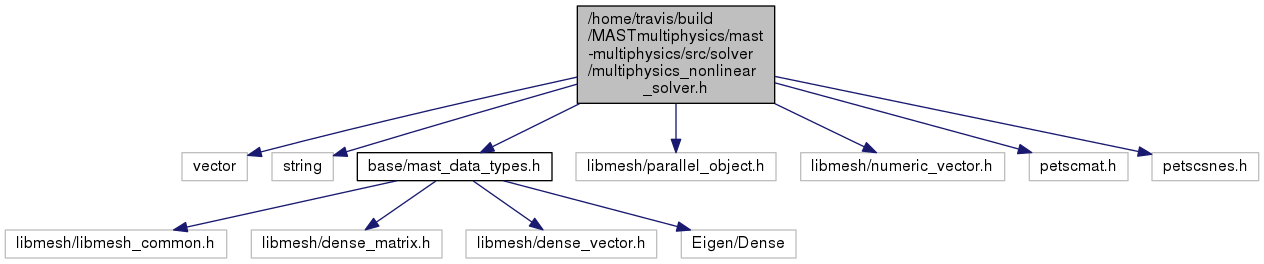 /home/travis/build
/MASTmultiphysics/mast
-multiphysics/src/solver
/multiphysics_nonlinear
_solver.h
vector
string
base/mast_data_types.h
libmesh/parallel_object.h
libmesh/numeric_vector.h
petscmat.h
petscsnes.h
libmesh/libmesh_common.h
libmesh/dense_matrix.h
libmesh/dense_vector.h
Eigen/Dense